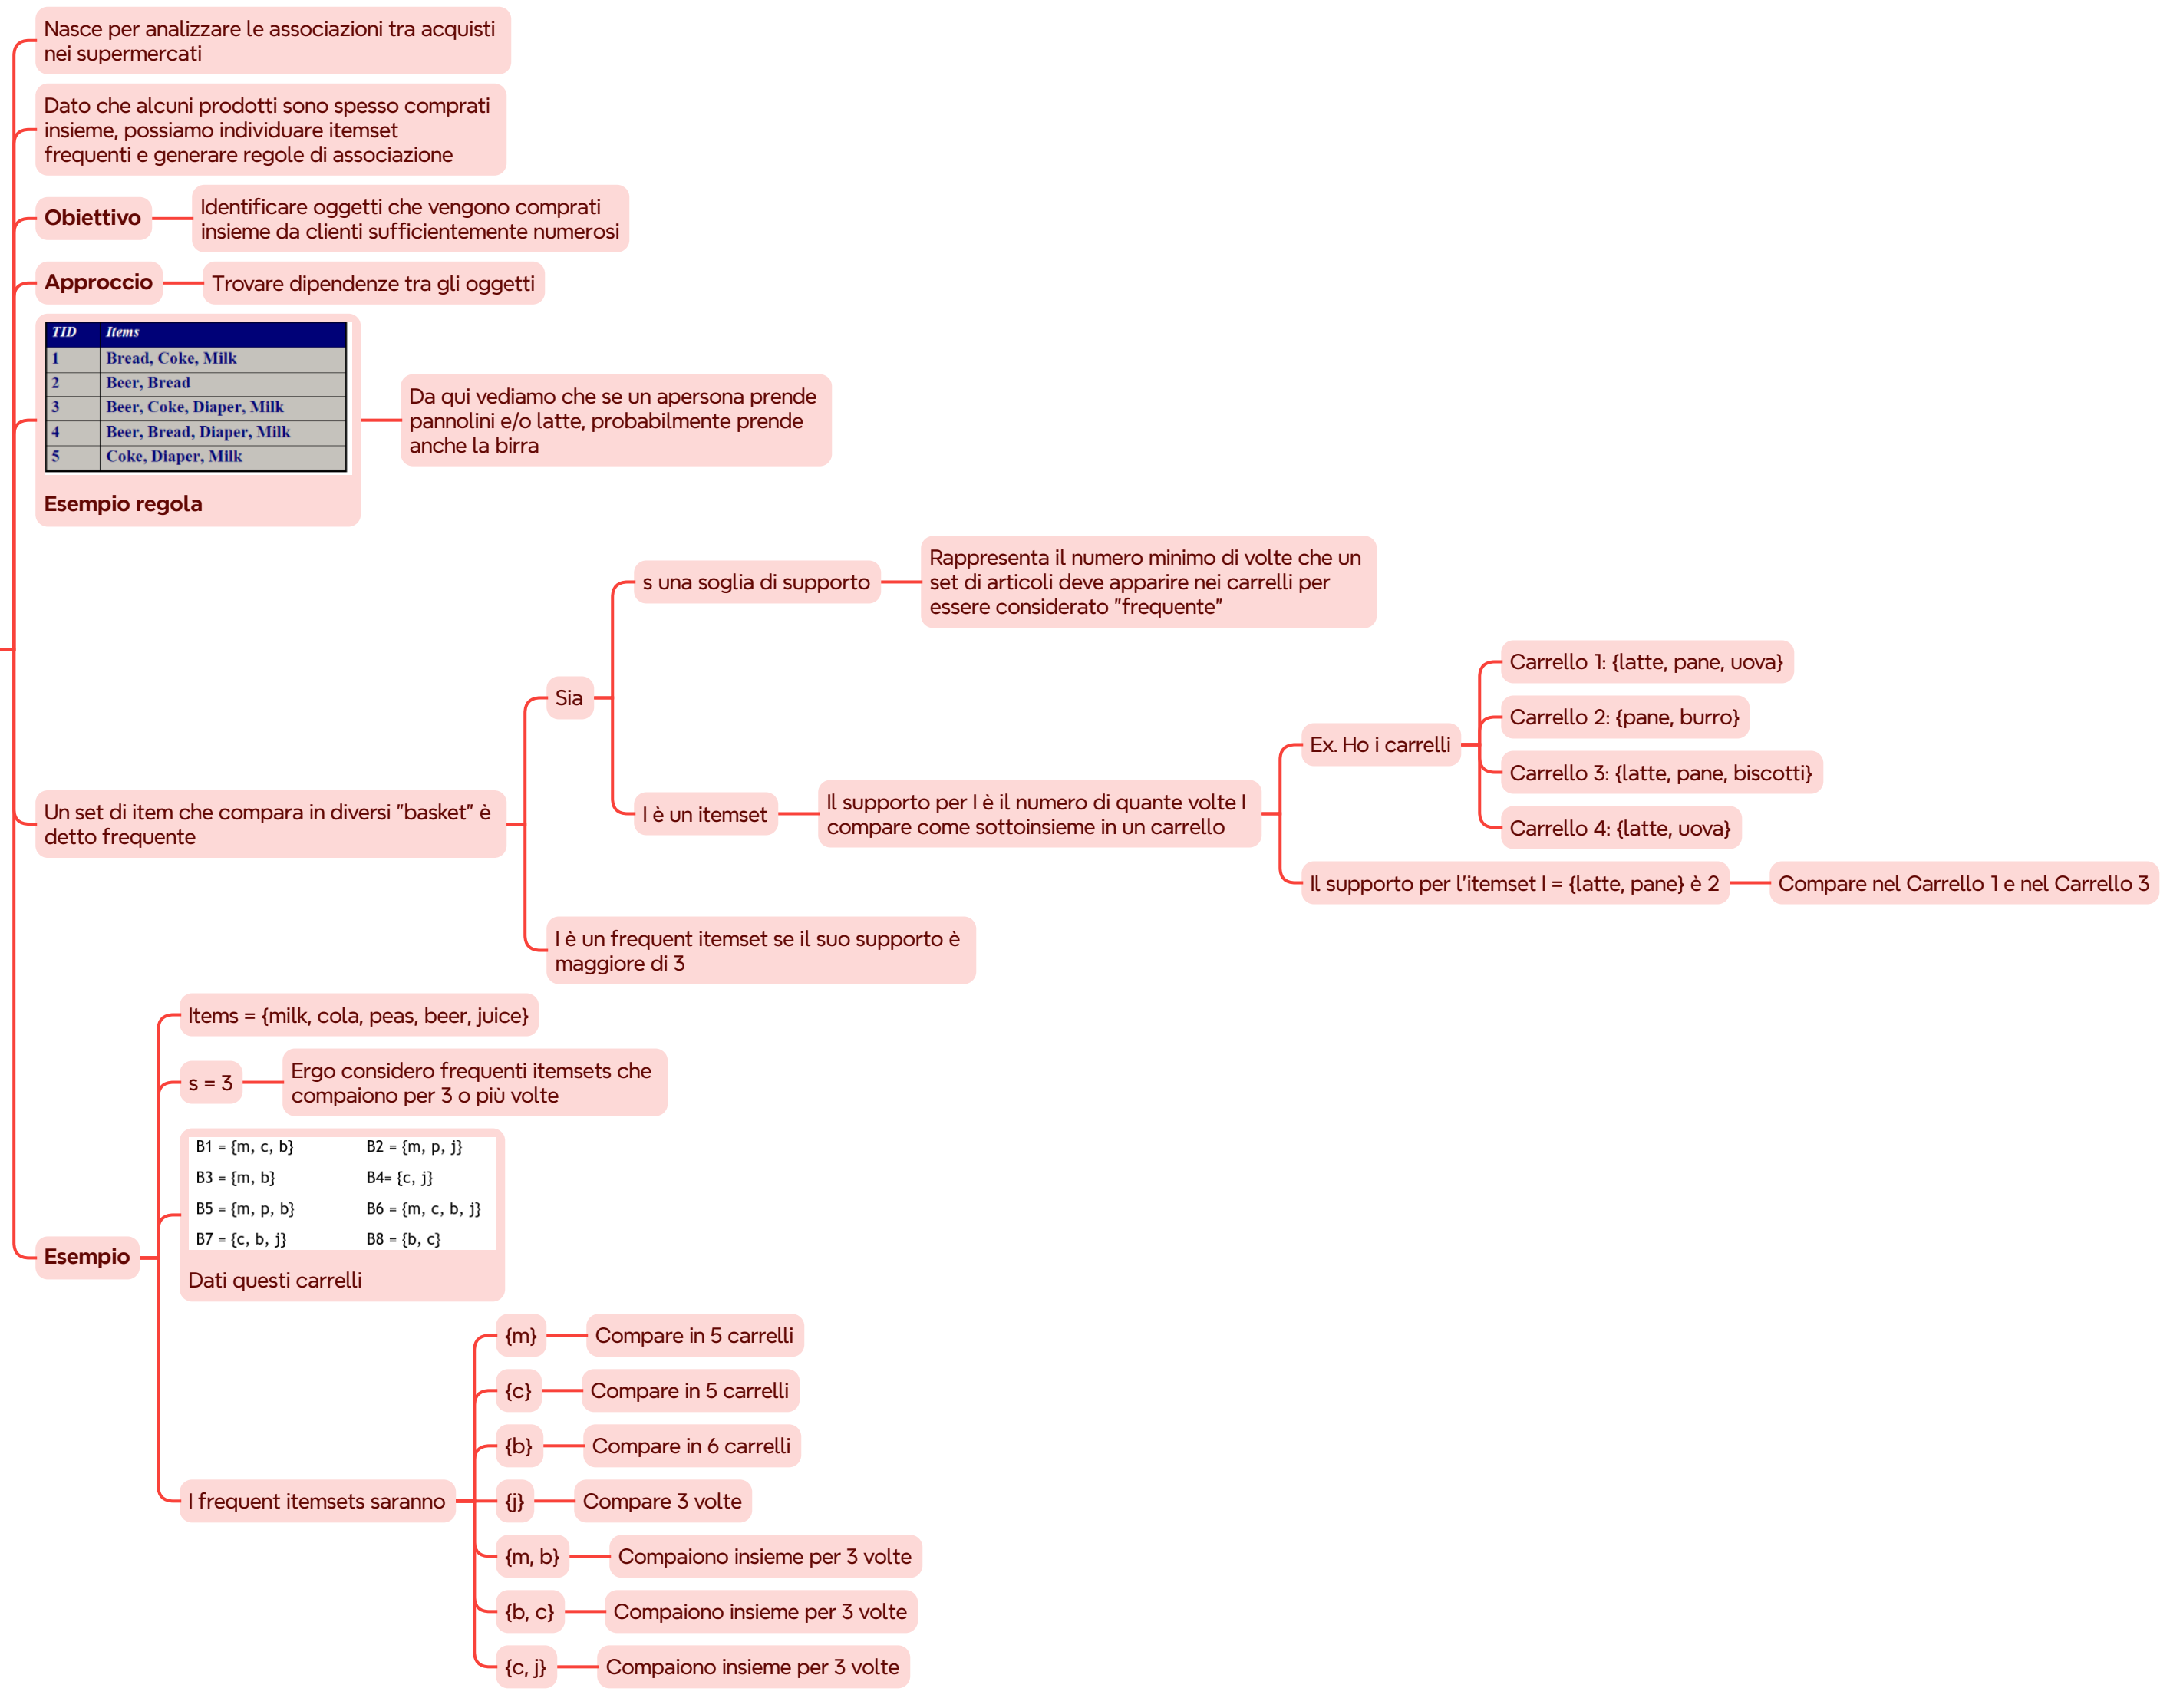 Nasce per analizzare le associazioni tra acquisti
nei supermercati
Dato che alcuni prodotti sono spesso comprati
insieme, possiamo individuare itemset
frequenti e generare regole di associazione
Obiettivo
Identificare oggetti che vengono comprati
insieme da clienti sufficientemente numerosi
Approccio
Trovare dipendenze tra gli oggetti
TID Items
1 Bread, Coke, Milk
2 Beer, Bread
3 Beer, Coke, Diaper, Milk
4 Beer, Bread, Diaper, Milk
5 Coke, Diaper, Milk
Esempio regola
Da qui vediamo che se un apersona prende
pannolini e/o latte, probabilmente prende
anche la birra
Un set di item che compara in diversi "basket" è
detto frequente
Sia
s una soglia di supporto
Rappresenta il numero minimo di volte che un
set di articoli deve apparire nei carrelli per
essere considerato "frequente"
I è un itemset
Il supporto per I è il numero di quante volte I
compare come sottoinsieme in un carrello
Ex. Ho i carrelli
Carrello 1: {latte, pane, uova}
Carrello 2: {pane, burro}
Carrello 3: {latte, pane, biscotti}
Carrello 4: {latte, uova}
Il supporto per l'itemset I = {latte, pane} è 2
Compare nel Carrello 1 e nel Carrello 3
I è un frequent itemset se il suo supporto è
maggiore di 3
Esempio
Items = {milk, cola, peas, beer, juice}
s = 3
Ergo considero frequenti itemsets che
compaiono per 3 o più volte
B1 = {m, c, b} B2 = {m, p, j}
B3 = {m, b} B4= {c, j}
B5 = {m, p, b} B6 = {m, c, b, j}
B7 = {c, b, j} B8 = {b, c}
Dati questi carrelli
I frequent itemsets saranno
{m}
Compare in 5 carrelli
{c}
Compare in 5 carrelli
{b}
Compare in 6 carrelli
{j}
Compare 3 volte
{m, b}
Compaiono insieme per 3 volte
{b, c}
Compaiono insieme per 3 volte
{c, j}
Compaiono insieme per 3 volte